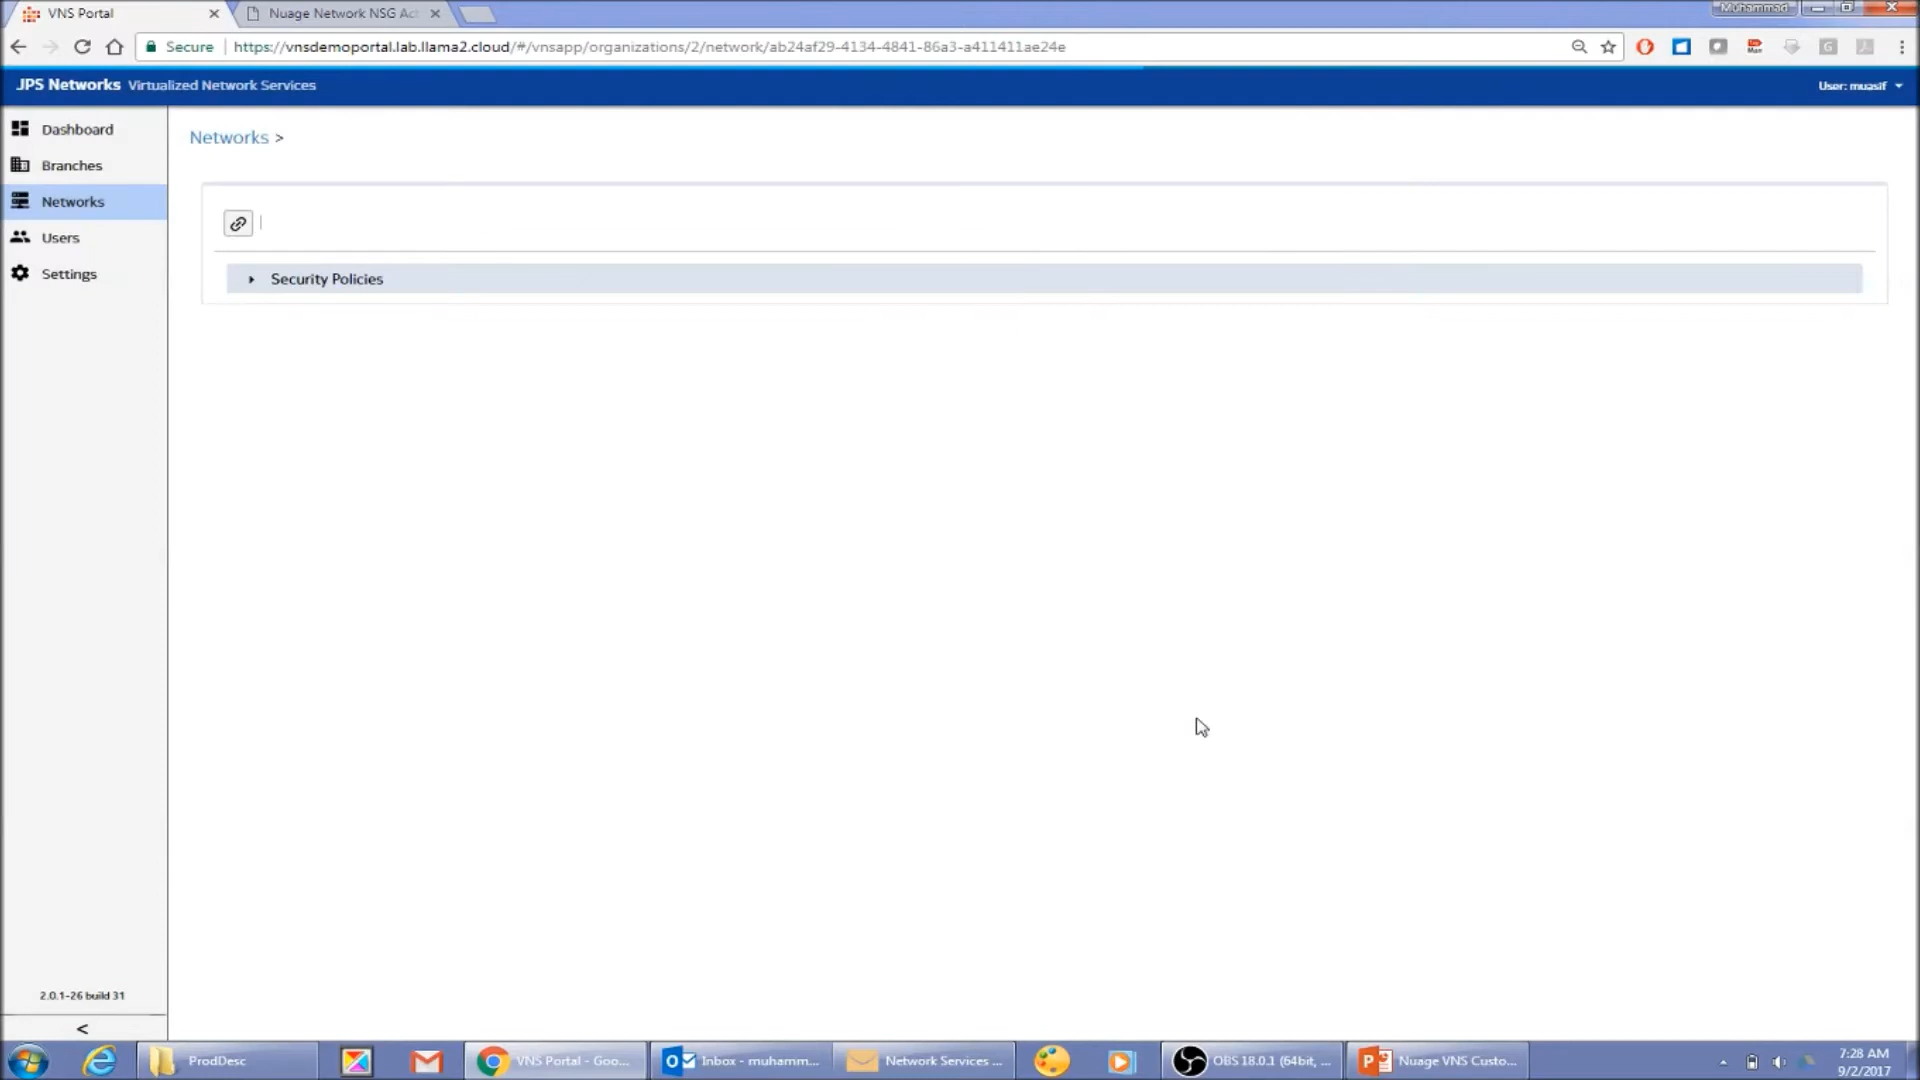 VNS Portal
Nuage Network NSG Act
Muhammad
Secure
https://vnsdemoportal.lab.llama2.cloud/#/vnsapp/organizations/2/network/ab24af29-4134-4841-86a3-a411411ae24e
JPS Networks Virtualized Network Services
User: muasif
Dashboard
Branches
Networks
Users
Settings
Networks >
Security Policies
2.0.1-26 build 31
<
ProdDesc
VNS Portal - Goo...
Inbox - muhamm...
Network Services ...
OBS 18.0.1 (64bit, ...
Nuage VNS Custo...
7:28 AM
9/2/2017